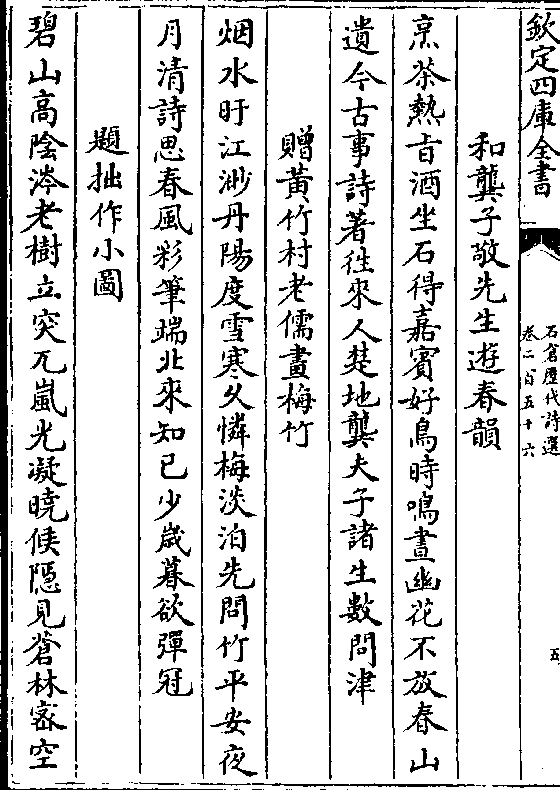 欽定四庫全書
石倉歷代詩選
卷二百五十六
五
和龔子敬先生遊春韻
烹茶熱旨酒坐石得嘉賓好鳥時鳴晝幽花不放春山
遺今古事詩著徃來人楚地龔夫子諸生數問津
贈黃竹村老儒畫梅竹
烟水盱江渺丹陽度雪寒久憐梅淡泊先問竹平安夜
月清詩思春風彩筆端北來知已少歲暮欲彈冠
題拙作小圖
碧山高陰涔老樹立突兀嵐光凝曉候隱見蒼林宻空